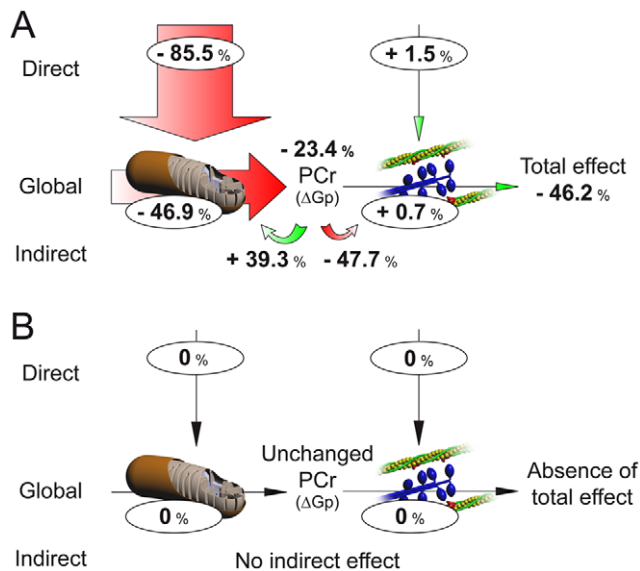 A
Direct
- 85.5 %
+ 1.5 %
- 23.4 %
PCr
(ΔGp)
Global
- 46.9 %
+ 0.7 %
Total effect
- 46.2 %
Indirect
+ 39.3 %
- 47.7 %
B
Direct
0 %
0 %
Unchanged
PCr
(ΔGp)
Global
0 %
0 %
Absence of
total effect
Indirect
No indirect effect